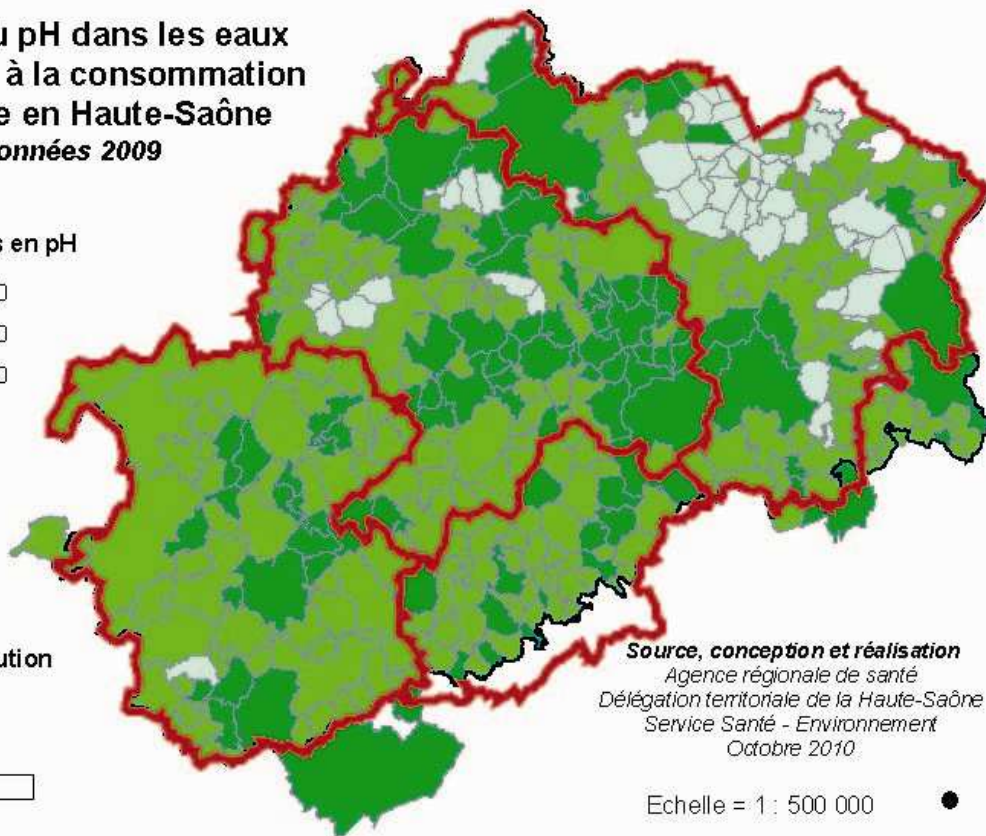 u pH dans les eaux
à la consommation
e en Haute-Saône
onnées 2009
s en pH
ution
Source, conception et réalisation
Agence régionale de santé
Délégation territoriale de la Haute-Saône
Service Santé - Environnement
Octobre 2010
Echelle = 1 : 500 000